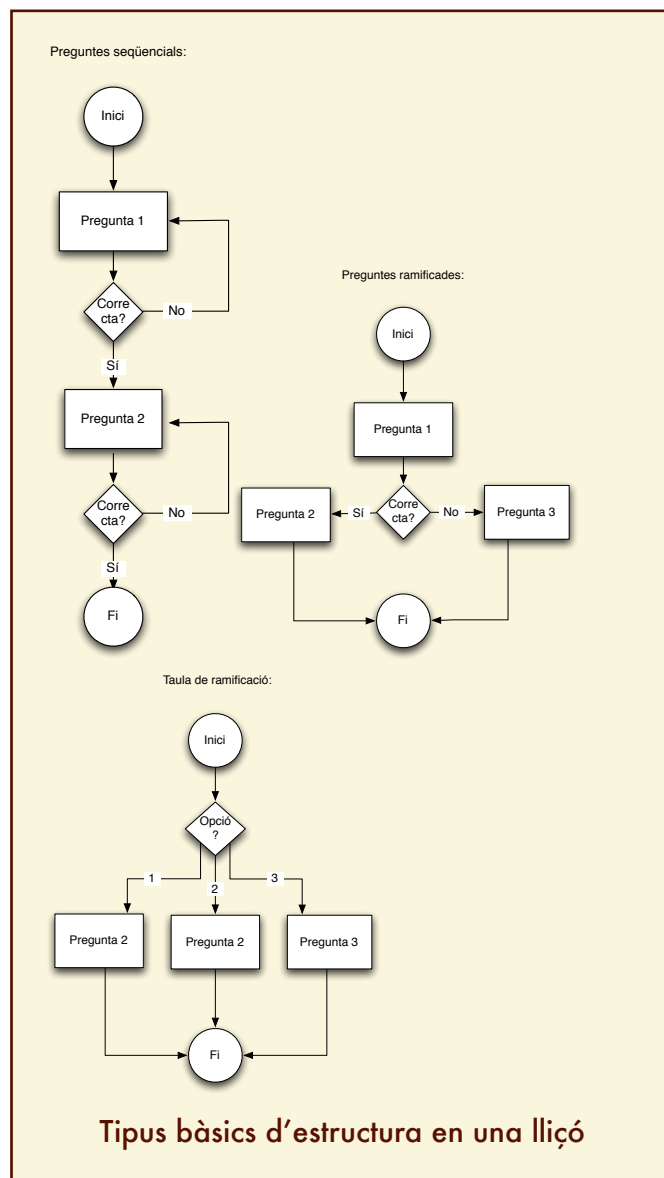 Preguntes seqüencials:
Inici
Pregunta 1
Corre
cta?
No
Sí
Pregunta 2
Corre
cta?
No
Sí
Fi
Preguntes ramificades:
Inici
Pregunta 1
Corre
cta?
Sí
No
Pregunta 2
Pregunta 3
Fi
Taula de ramificació:
Inici
Opció
?
1
2
3
Pregunta 2
Pregunta 2
Pregunta 3
Fi
Tipus bàsics d'estructura en una lliçó